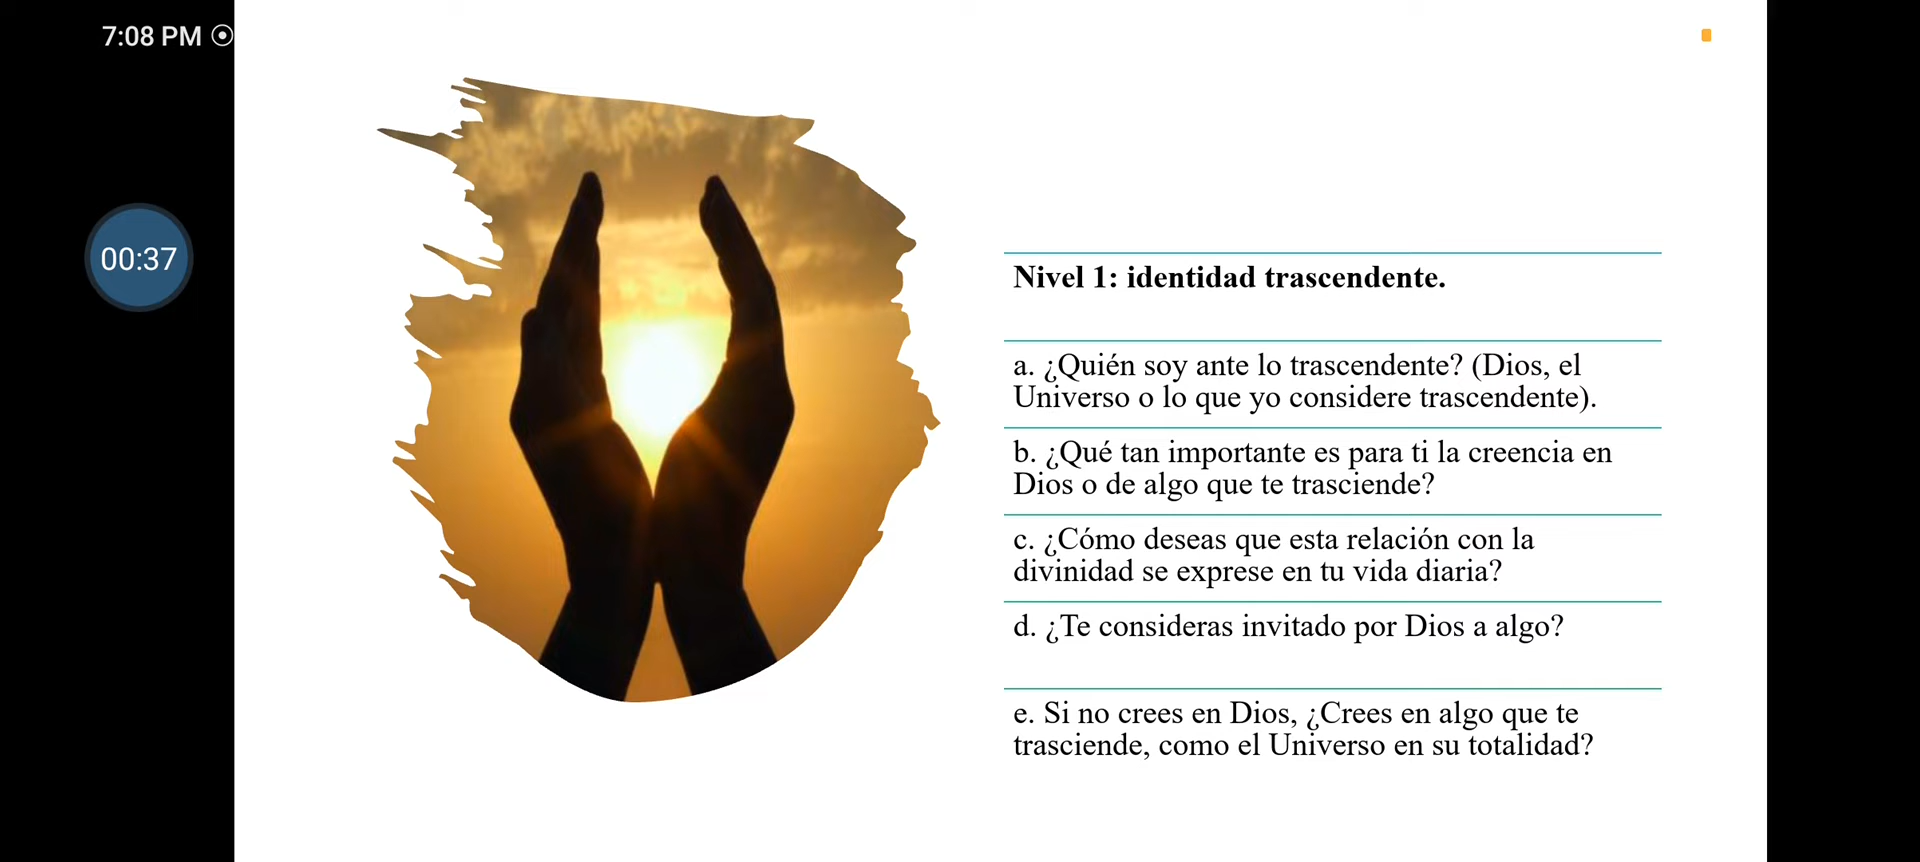 7:08 PM
00:37
Nivel 1: identidad trascendente.
a. ¿Quién soy ante lo trascendente? (Dios, el
Universo o lo que yo considere trascendente).
b. ¿Qué tan importante es para ti la creencia en
Dios o de algo que te trasciende?
c. ¿Cómo deseas que esta relación con la
divinidad se exprese en tu vida diaria?
d. ¿Te consideras invitado por Dios a algo?
e. Si no crees en Dios, ¿Crees en algo que te
trasciende, como el Universo en su totalidad?